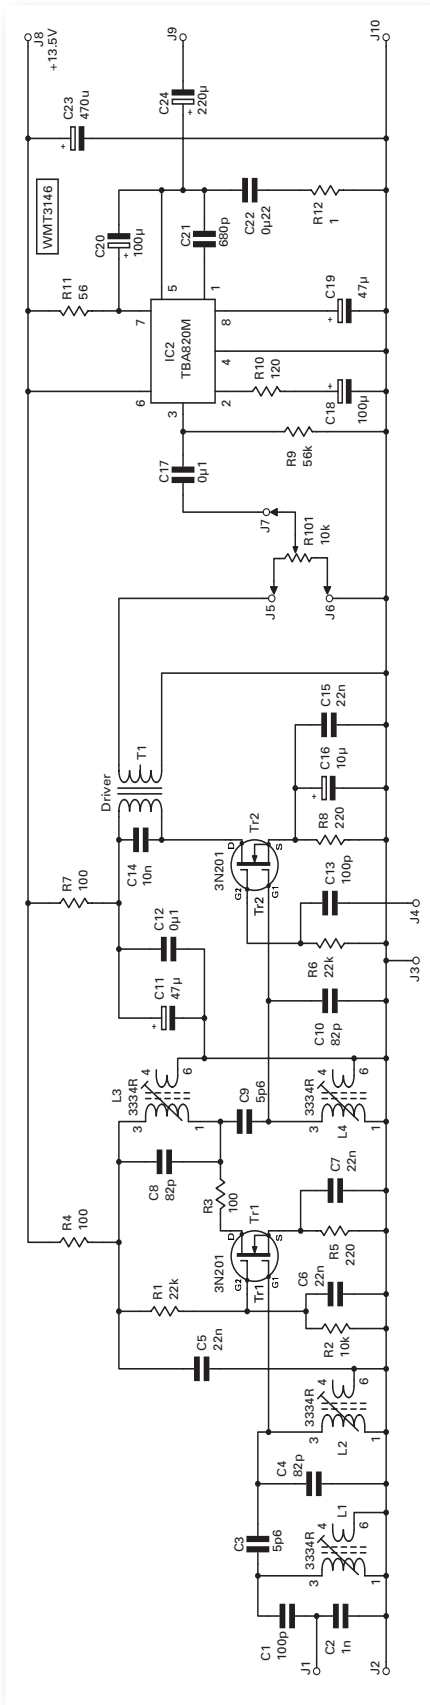 J8
+13.5V
J9
J10
C23
470u
+
C24
220µ
+
WMT3146
C20
100µ
+
C21
680p
C22
0µ22
R12
1
R11
56
IC2
TBA820M
7
5
1
8
4
2
3
6
C19
47µ
+
R10
120
C18
100µ
+
R9
56k
C17
0µ1
J7
R101
10k
J5
J6
T1
Driver
C14
10n
R7
100
C12
0µ1
C11
47µ
+
3N201
Tr2
Tr2
D
S
G2
G1
C15
22n
C16
10µ
+
R8
220
C13
100p
R6
22k
J4
J3
C10
82p
L3
3334R
4
6
3
1
C9
5p6
3334R
4
6
3
1
L4
C8
82p
R3
100
R4
100
3N201
Tr1
Tr1
D
S
G2
G1
C7
22n
R5
220
C6
22n
R2
10k
R1
22k
C5
22n
3334R
4
6
3
1
L2
C4
82p
C3
5p6
3334R
4
6
3
1
L1
C1
100p
C2
1n
J1
J2